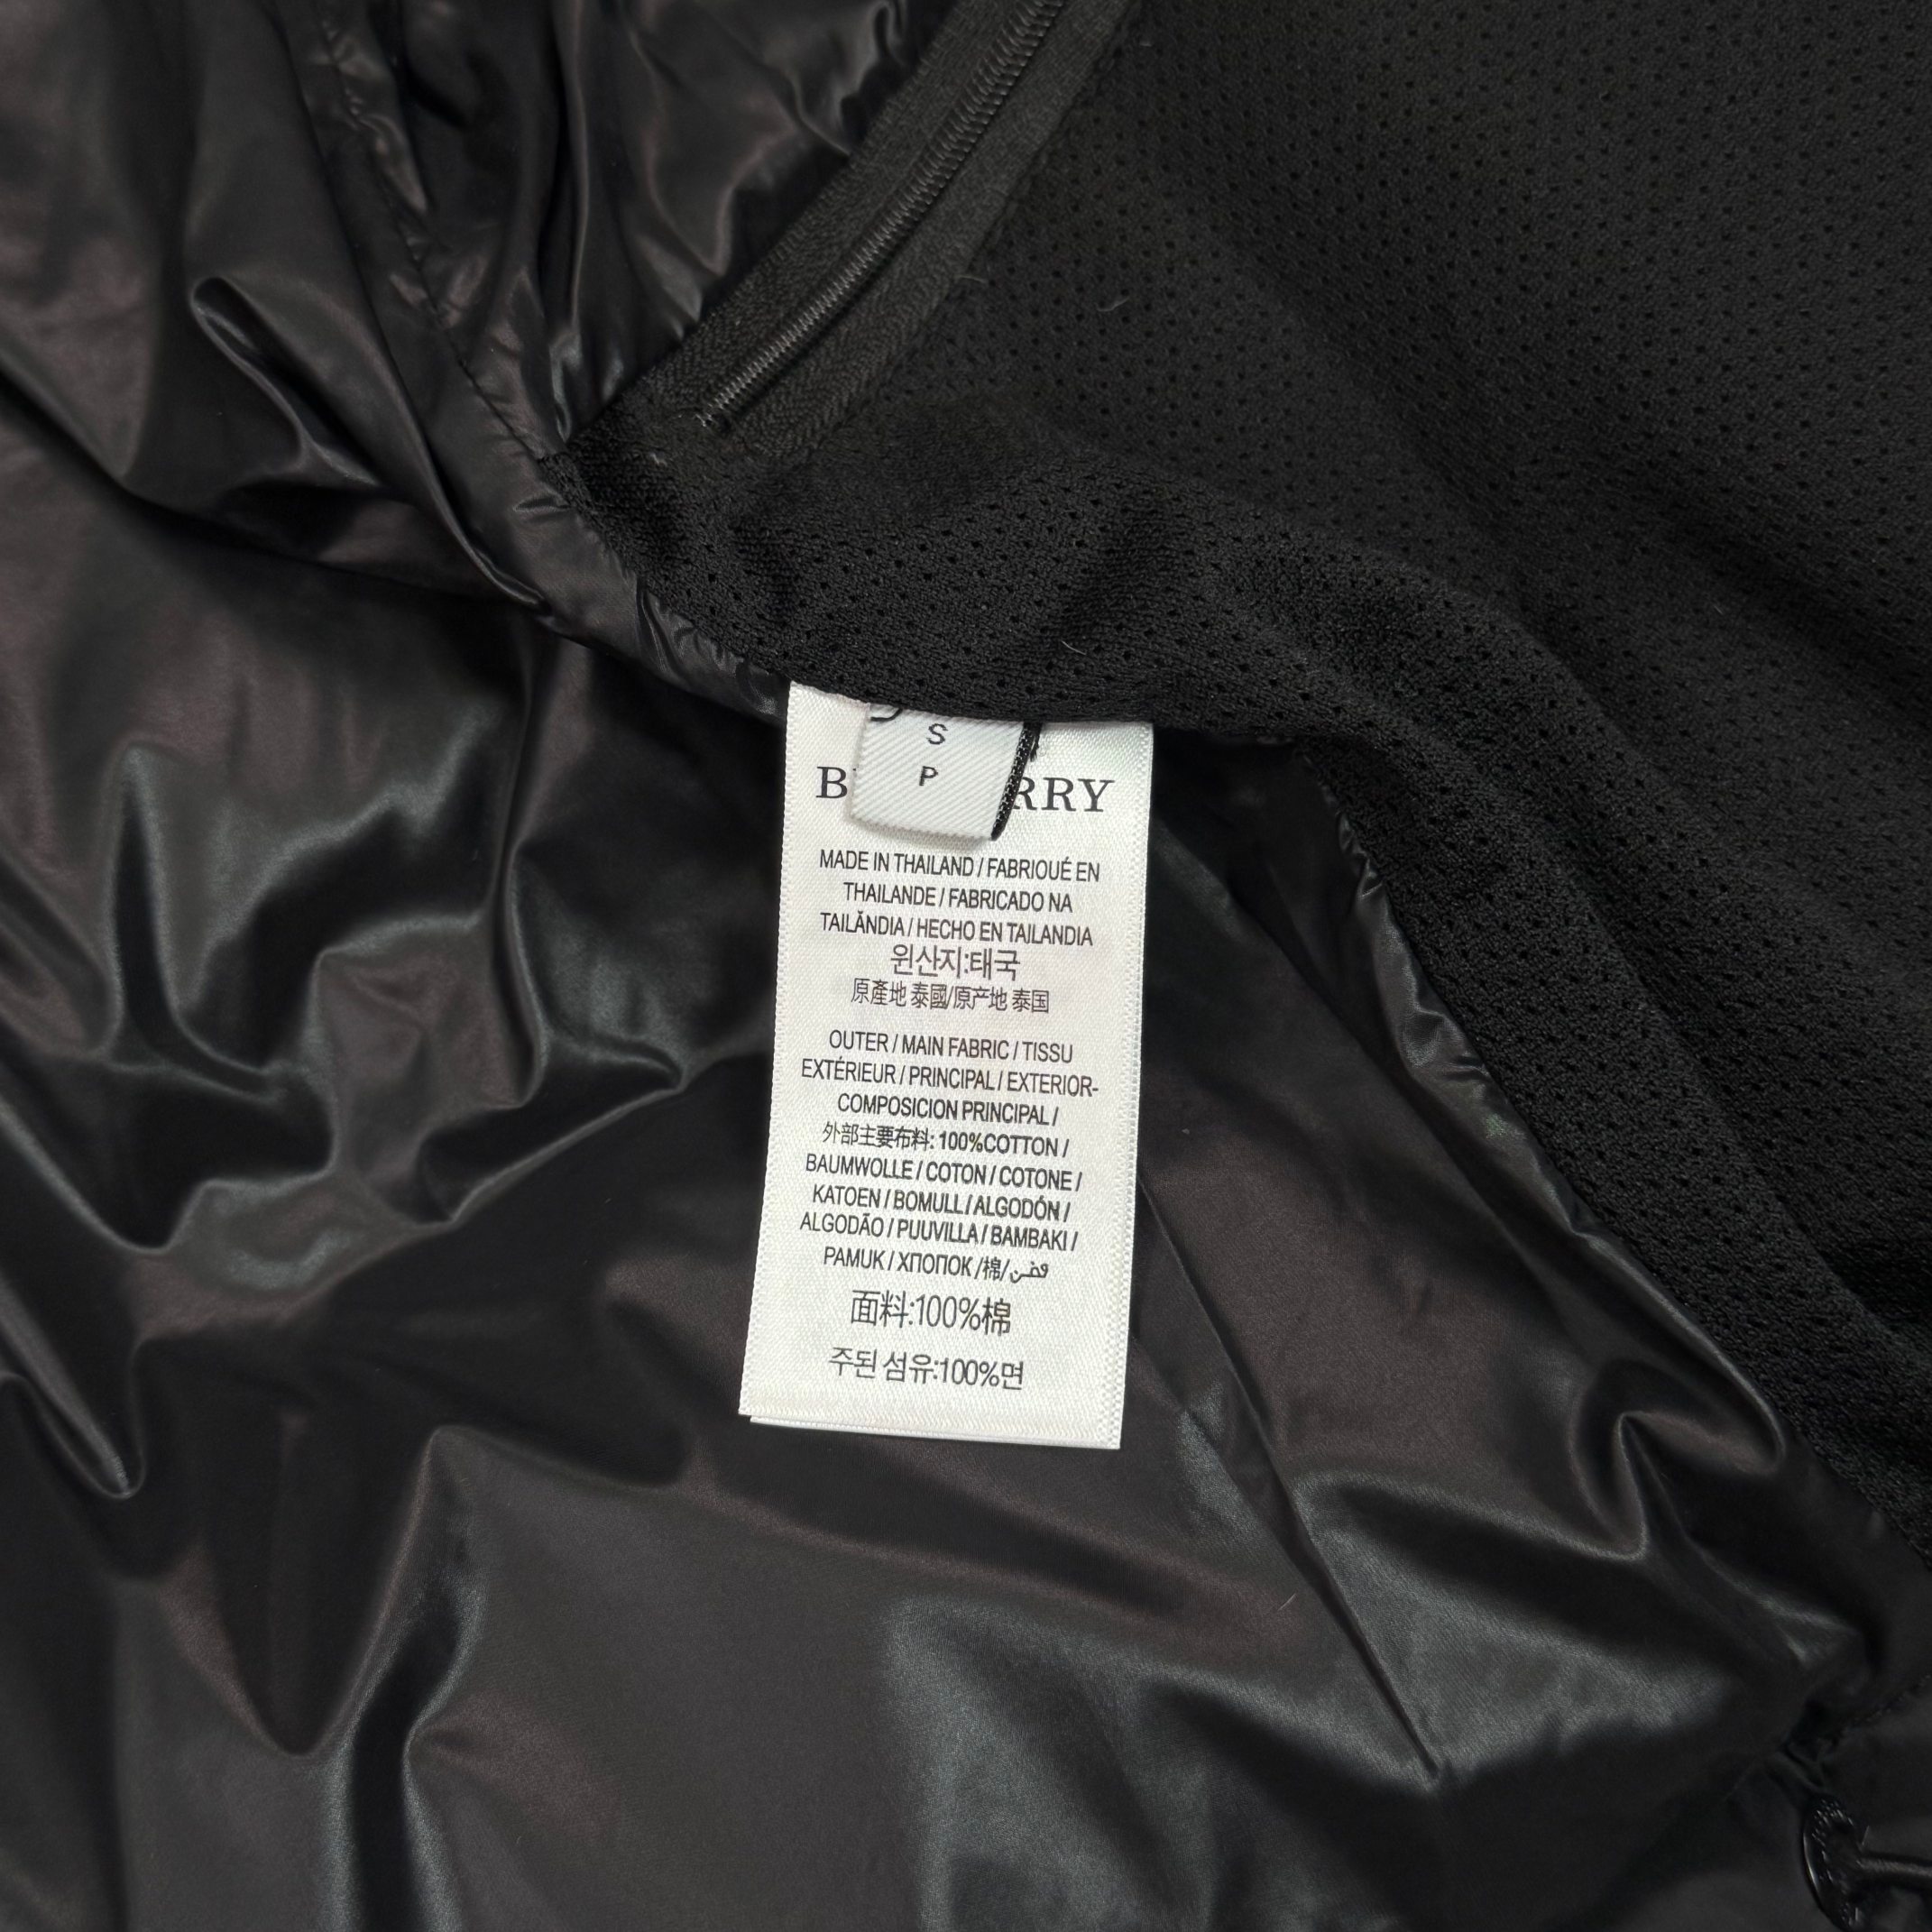 S
P
B RRY
MADE IN THAILAND / FABRIQUÉ EN
THAILANDE / FABRICADO NA
TAILĂNDIA / HECHO EN TAILANDIA
원산지:태국
原產地 泰國/原产地 泰国
OUTER / MAIN FABRIC / TISSU
EXTÉRIEUR / PRINCIPAL / EXTERIOR-
COMPOSICION PRINCIPAL /
外部主要布料: 100%COTTON /
BAUMWOLLE / COTON / COTONE /
KATOEN / BOMULL / ALGODÓN /
ALGODÃO / PUUVILLA / BAMBAKI /
PAMUK / ХПОПОК /棉/
面料:100%棉
주된 섬유:100%면